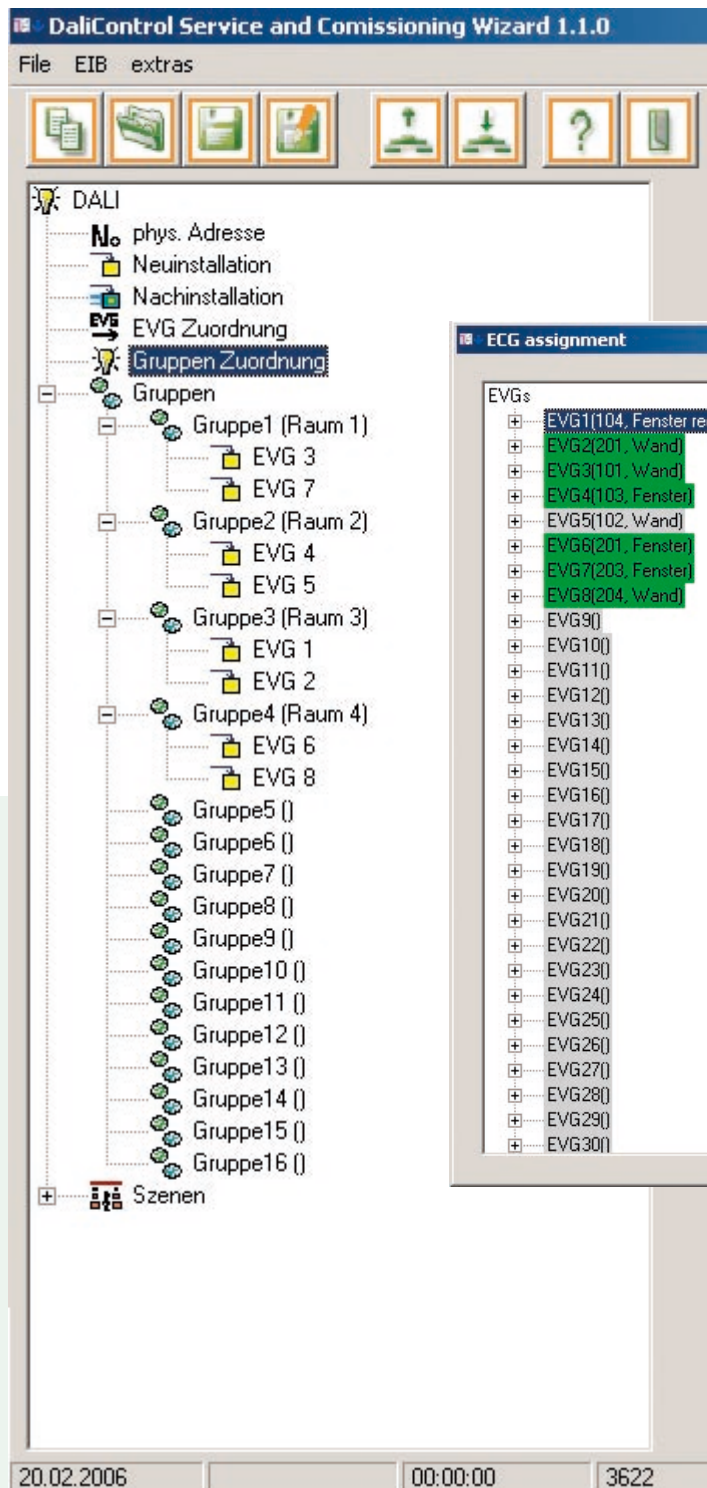 DaliControl Service and Comissioning Wizard 1.1.0
File EIB extras
?
DALI
No phys. Adresse
Neuinstallation
Nachinstallation
EVG EVG Zuordnung
Gruppen Zuordnung
Gruppen
Gruppe1 (Raum 1)
EVG 3
EVG 7
Gruppe2 (Raum 2)
EVG 4
EVG 5
Gruppe3 (Raum 3)
EVG 1
EVG 2
Gruppe4 (Raum 4)
EVG 6
EVG 8
Gruppe5 ()
Gruppe6 ()
Gruppe7 ()
Gruppe8 ()
Gruppe9 ()
Gruppe10 ()
Gruppe11 ()
Gruppe12 ()
Gruppe13 ()
Gruppe14 ()
Gruppe15 ()
Gruppe16 ()
Szenen
ECG assignment
EVGs
EVG1(104, Fenster re
EVG2(201, Wand)
EVG3(101, Wand)
EVG4(103, Fenster)
EVG5(102, Wand)
EVG6(201, Fenster)
EVG7(203, Fenster)
EVG8(204, Wand)
EVG9()
EVG10()
EVG11()
EVG12()
EVG13()
EVG14()
EVG15()
EVG16()
EVG17()
EVG18()
EVG19()
EVG20()
EVG21()
EVG22()
EVG23()
EVG24()
EVG25()
EVG26()
EVG27()
EVG28()
EVG29()
EVG30()
20.02.2006 00:00:00 3622